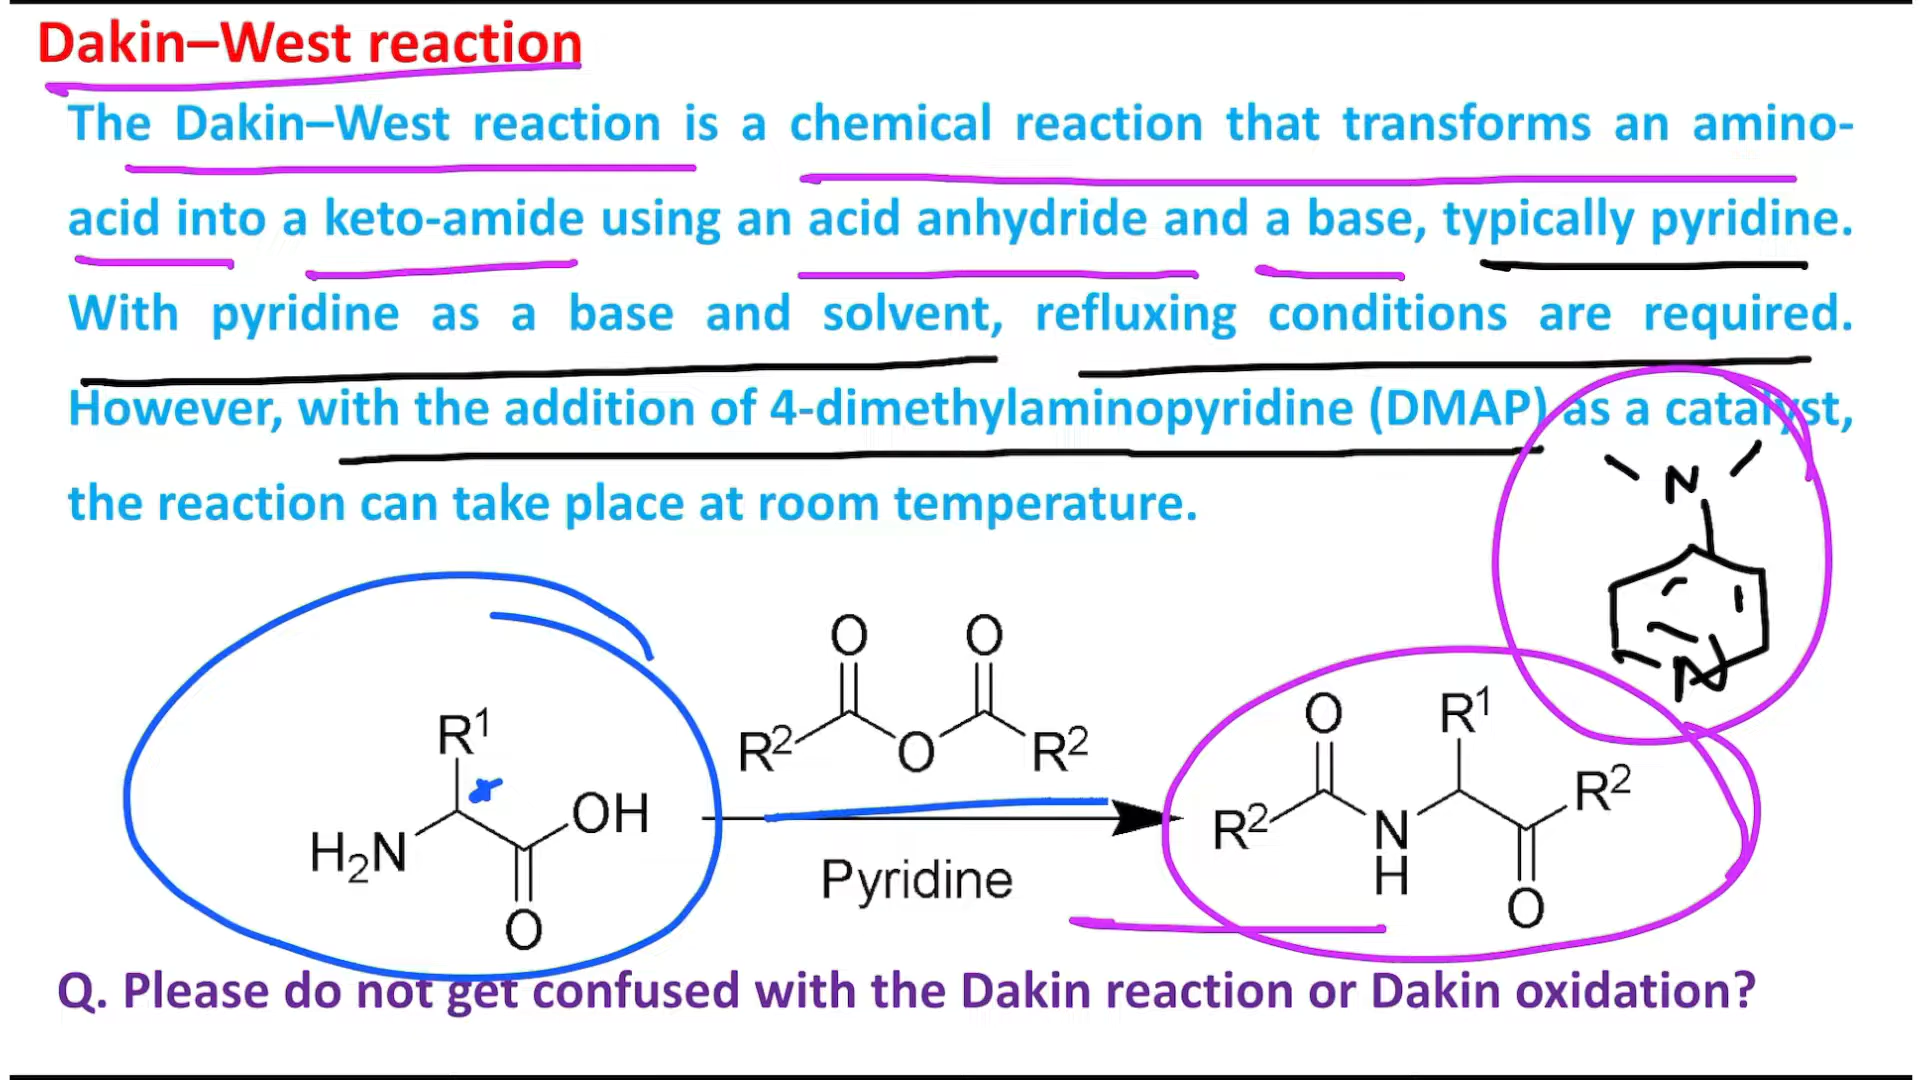 Dakin–West reaction
The Dakin–West reaction is a chemical reaction that transforms an amino-
acid into a keto-amide using an acid anhydride and a base, typically pyridine.
With pyridine as a base and solvent, refluxing conditions are required.
However, with the addition of 4-dimethylaminopyridine (DMAP) as a catalyst,
the reaction can take place at room temperature.
N
N
R¹
H₂N
OH
O
O
O
R²
O
R²
Pyridine
O
R¹
R²
N
H
R²
O
Q. Please do not get confused with the Dakin reaction or Dakin oxidation?